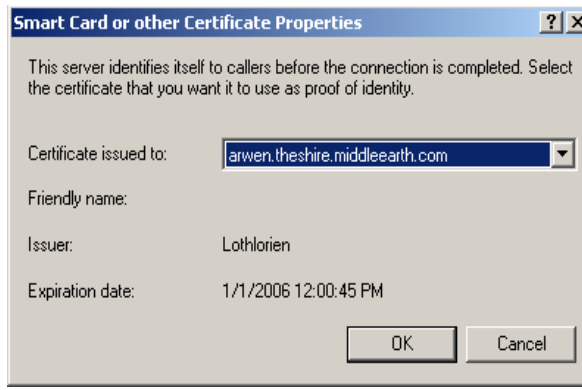 Smart Card or other Certificate Properties
This server identifies itself to callers before the connection is completed. Select
the certificate that you want it to use as proof of identity.
Certificate issued to: arwen.theshire.middleearth.com
Friendly name:
Issuer: Lothlorien
Expiration date: 1/1/2006 12:00:45 PM
OK Cancel